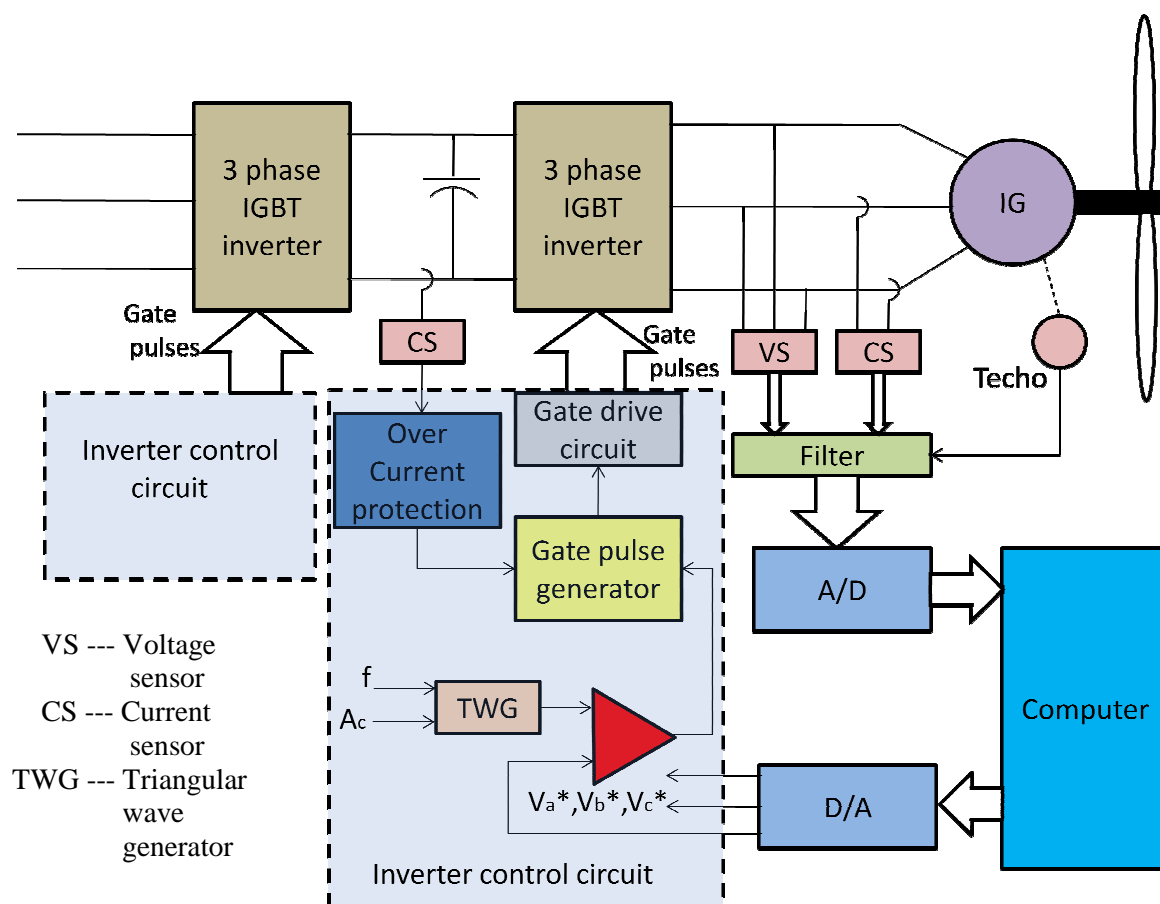 3 phase
IGBT
inverter
3 phase
IGBT
inverter
IG
Gate
pulses
CS
Gate
pulses
VS
CS
Techo
Inverter control
circuit
Over
Current
protection
Gate drive
circuit
Filter
Gate pulse
generator
A/D
Computer
f
Ac
TWG
Va*,Vb*,Vc*
D/A
Inverter control circuit
VS --- Voltage
sensor
CS --- Current
sensor
TWG --- Triangular
wave
generator